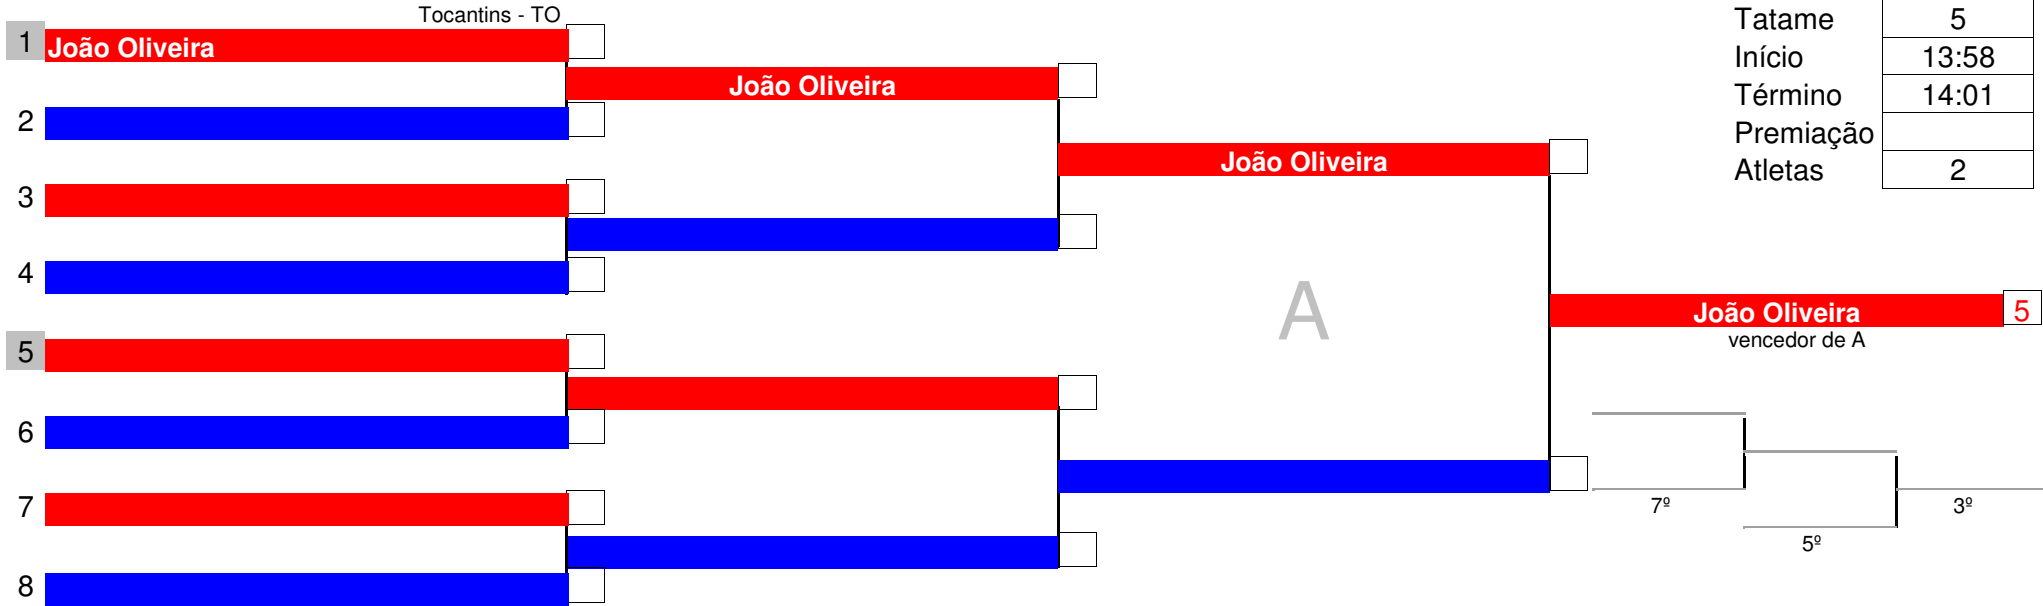 Tocantins - TO
1 João Oliveira
João Oliveira
2
João Oliveira
3
4
A
João Oliveira 5
vencedor de A
5
6
7
8
7º
3º
5º
Tatame 5
Início 13:58
Término 14:01
Premiação
Atletas 2